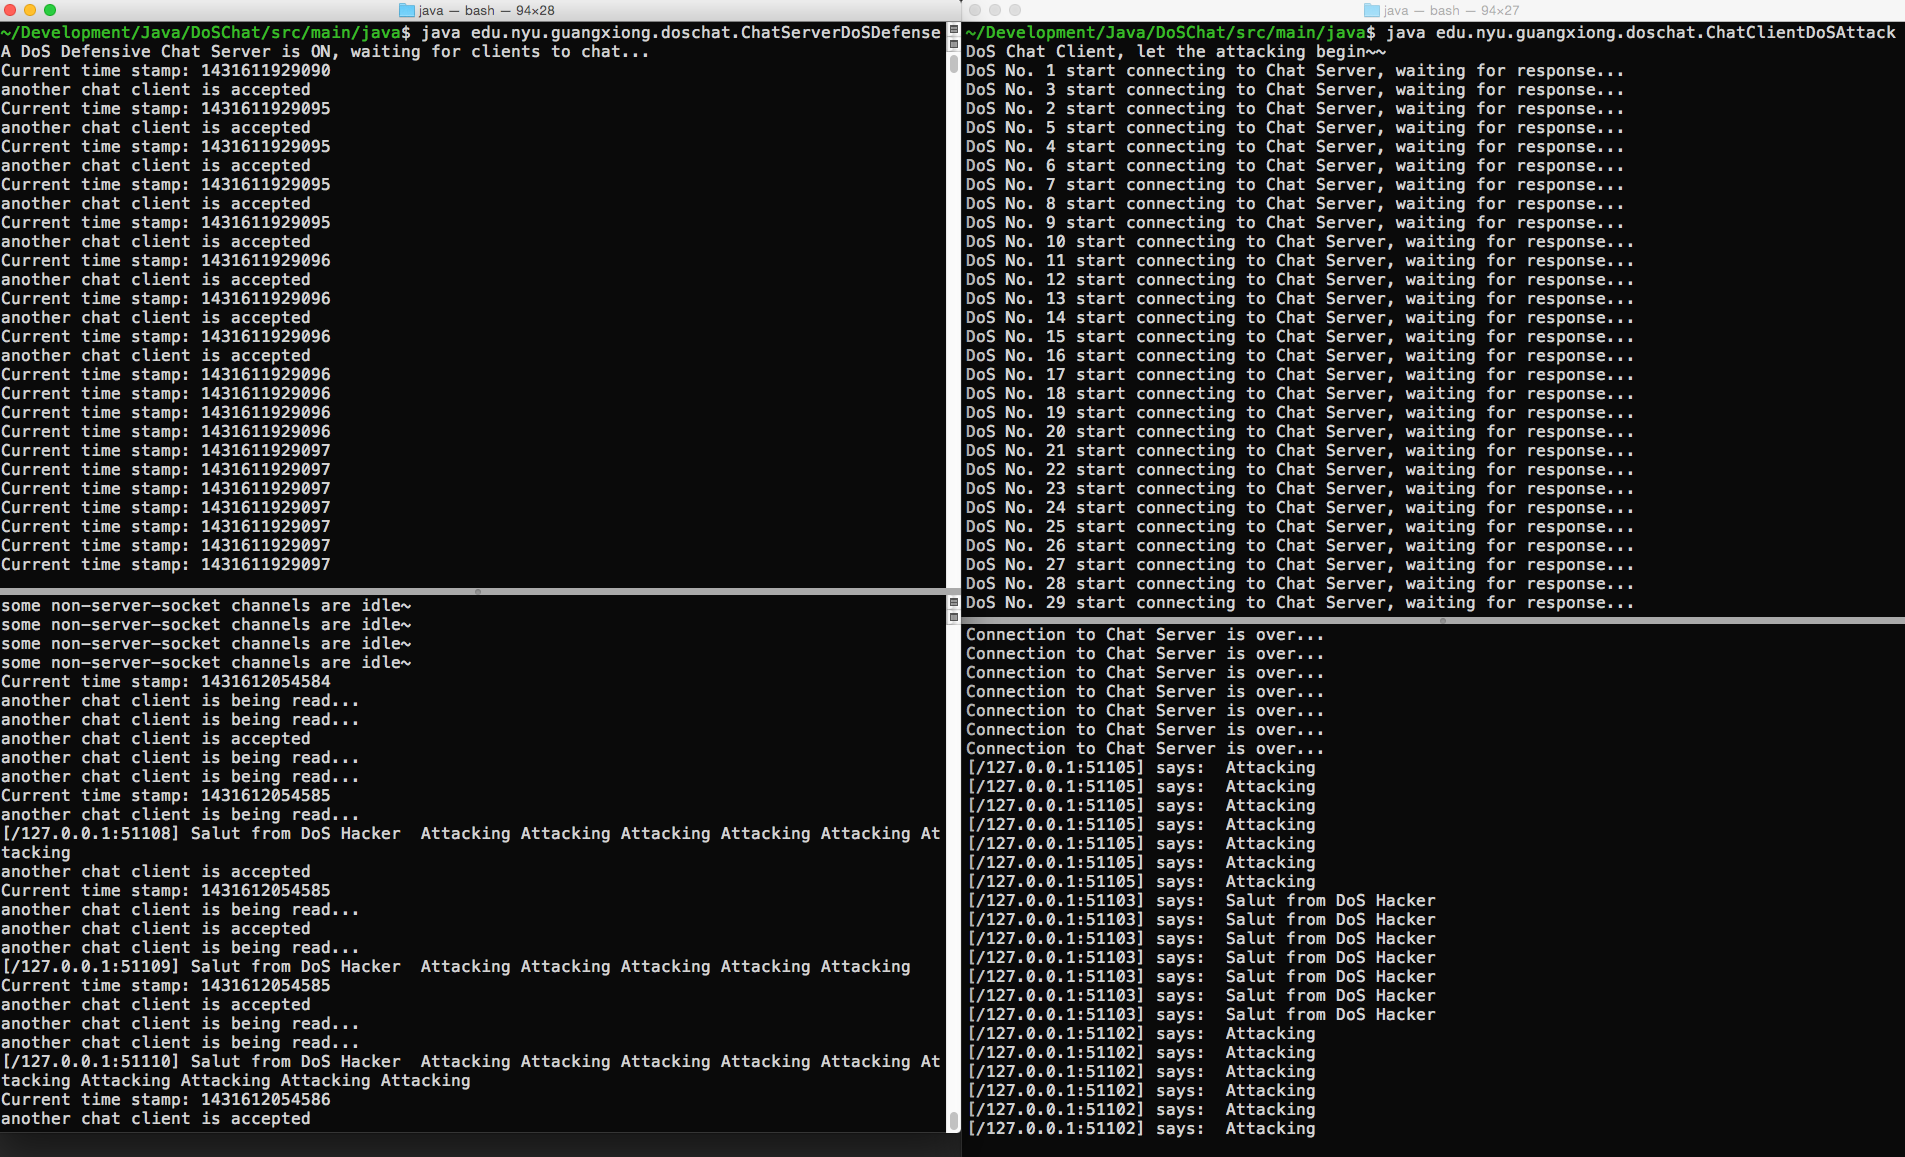 java — bash — 94×28
~/Development/Java/DoSChat/src/main/java$ java edu.nyu.guangxiong.doschat.ChatServerDoSDefense
A DoS Defensive Chat Server is ON, waiting for clients to chat...
Current time stamp: 1431611929090
another chat client is accepted
Current time stamp: 1431611929095
another chat client is accepted
Current time stamp: 1431611929095
another chat client is accepted
Current time stamp: 1431611929095
another chat client is accepted
Current time stamp: 1431611929095
another chat client is accepted
Current time stamp: 1431611929096
another chat client is accepted
Current time stamp: 1431611929096
another chat client is accepted
Current time stamp: 1431611929096
another chat client is accepted
Current time stamp: 1431611929096
Current time stamp: 1431611929096
Current time stamp: 1431611929096
Current time stamp: 1431611929096
Current time stamp: 1431611929097
Current time stamp: 1431611929097
Current time stamp: 1431611929097
Current time stamp: 1431611929097
Current time stamp: 1431611929097
Current time stamp: 1431611929097
Current time stamp: 1431611929097
some non-server-socket channels are idle~
some non-server-socket channels are idle~
some non-server-socket channels are idle~
some non-server-socket channels are idle~
Current time stamp: 1431612054584
another chat client is being read...
another chat client is being read...
another chat client is accepted
another chat client is being read...
another chat client is being read...
Current time stamp: 1431612054585
another chat client is being read...
[/127.0.0.1:51108] Salut from DoS Hacker  Attacking Attacking Attacking Attacking Attacking At
tacking
another chat client is accepted
Current time stamp: 1431612054585
another chat client is being read...
another chat client is accepted
another chat client is being read...
[/127.0.0.1:51109] Salut from DoS Hacker  Attacking Attacking Attacking Attacking Attacking
Current time stamp: 1431612054585
another chat client is accepted
another chat client is being read...
another chat client is being read...
[/127.0.0.1:51110] Salut from DoS Hacker  Attacking Attacking Attacking Attacking Attacking At
tacking Attacking Attacking Attacking Attacking
Current time stamp: 1431612054586
another chat client is accepted
java — bash — 94×27
~/Development/Java/DoSChat/src/main/java$ java edu.nyu.guangxiong.doschat.ChatClientDoSAttack
DoS Chat Client, let the attacking begin~~
DoS No. 1 start connecting to Chat Server, waiting for response...
DoS No. 3 start connecting to Chat Server, waiting for response...
DoS No. 2 start connecting to Chat Server, waiting for response...
DoS No. 5 start connecting to Chat Server, waiting for response...
DoS No. 4 start connecting to Chat Server, waiting for response...
DoS No. 6 start connecting to Chat Server, waiting for response...
DoS No. 7 start connecting to Chat Server, waiting for response...
DoS No. 8 start connecting to Chat Server, waiting for response...
DoS No. 9 start connecting to Chat Server, waiting for response...
DoS No. 10 start connecting to Chat Server, waiting for response...
DoS No. 11 start connecting to Chat Server, waiting for response...
DoS No. 12 start connecting to Chat Server, waiting for response...
DoS No. 13 start connecting to Chat Server, waiting for response...
DoS No. 14 start connecting to Chat Server, waiting for response...
DoS No. 15 start connecting to Chat Server, waiting for response...
DoS No. 16 start connecting to Chat Server, waiting for response...
DoS No. 17 start connecting to Chat Server, waiting for response...
DoS No. 18 start connecting to Chat Server, waiting for response...
DoS No. 19 start connecting to Chat Server, waiting for response...
DoS No. 20 start connecting to Chat Server, waiting for response...
DoS No. 21 start connecting to Chat Server, waiting for response...
DoS No. 22 start connecting to Chat Server, waiting for response...
DoS No. 23 start connecting to Chat Server, waiting for response...
DoS No. 24 start connecting to Chat Server, waiting for response...
DoS No. 25 start connecting to Chat Server, waiting for response...
DoS No. 26 start connecting to Chat Server, waiting for response...
DoS No. 27 start connecting to Chat Server, waiting for response...
DoS No. 28 start connecting to Chat Server, waiting for response...
DoS No. 29 start connecting to Chat Server, waiting for response...
Connection to Chat Server is over...
Connection to Chat Server is over...
Connection to Chat Server is over...
Connection to Chat Server is over...
Connection to Chat Server is over...
Connection to Chat Server is over...
Connection to Chat Server is over...
[/127.0.0.1:51105] says:  Attacking
[/127.0.0.1:51105] says:  Attacking
[/127.0.0.1:51105] says:  Attacking
[/127.0.0.1:51105] says:  Attacking
[/127.0.0.1:51105] says:  Attacking
[/127.0.0.1:51105] says:  Attacking
[/127.0.0.1:51105] says:  Attacking
[/127.0.0.1:51103] says:  Salut from DoS Hacker
[/127.0.0.1:51103] says:  Salut from DoS Hacker
[/127.0.0.1:51103] says:  Salut from DoS Hacker
[/127.0.0.1:51103] says:  Salut from DoS Hacker
[/127.0.0.1:51103] says:  Salut from DoS Hacker
[/127.0.0.1:51103] says:  Salut from DoS Hacker
[/127.0.0.1:51103] says:  Salut from DoS Hacker
[/127.0.0.1:51102] says:  Attacking
[/127.0.0.1:51102] says:  Attacking
[/127.0.0.1:51102] says:  Attacking
[/127.0.0.1:51102] says:  Attacking
[/127.0.0.1:51102] says:  Attacking
[/127.0.0.1:51102] says:  Attacking